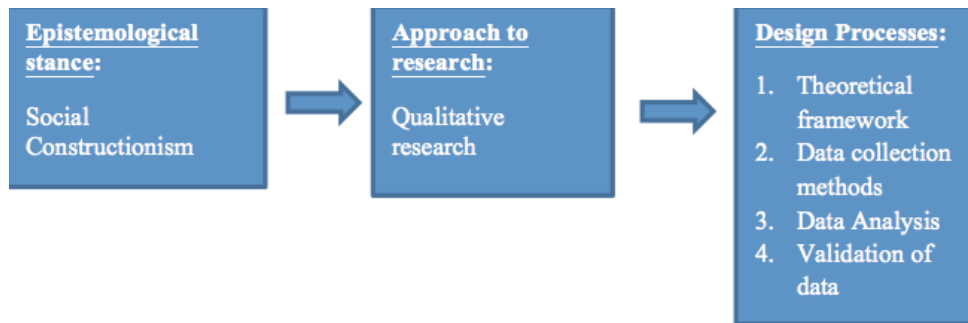 Epistemological
stance:
Social
Constructionism
Approach to
research:
Qualitative
research
Design Processes:
1. Theoretical
framework
2. Data collection
methods
3. Data Analysis
4. Validation of
data